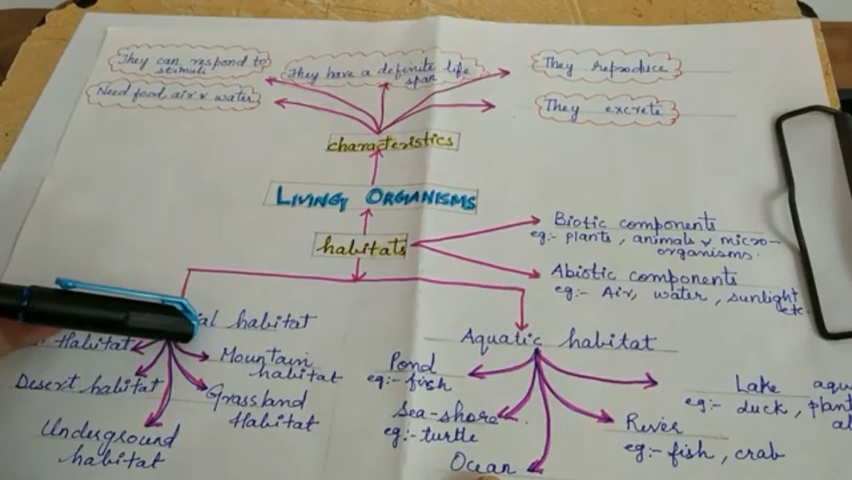 They can respond to
stimuli
They have a definite life
span
They reproduce
Need food, air & water
They excrete
characteristics
LIVING ORGANISMS
habitats
Biotic components
eg:- plants, animals & micro-
organisms.
Abiotic components
eg:- Air, water, sunlight
etc.
ial habitat
Habitat
Mountain
habitat
Desert habitat
Grassland
Habitat
Underground
habitat
Aquatic habitat
Pond
eg:- fish
Sea-shore
eg:- turtle
Ocean
River
eg:- fish, crab
Lake aqu
eg:- duck, plant
al